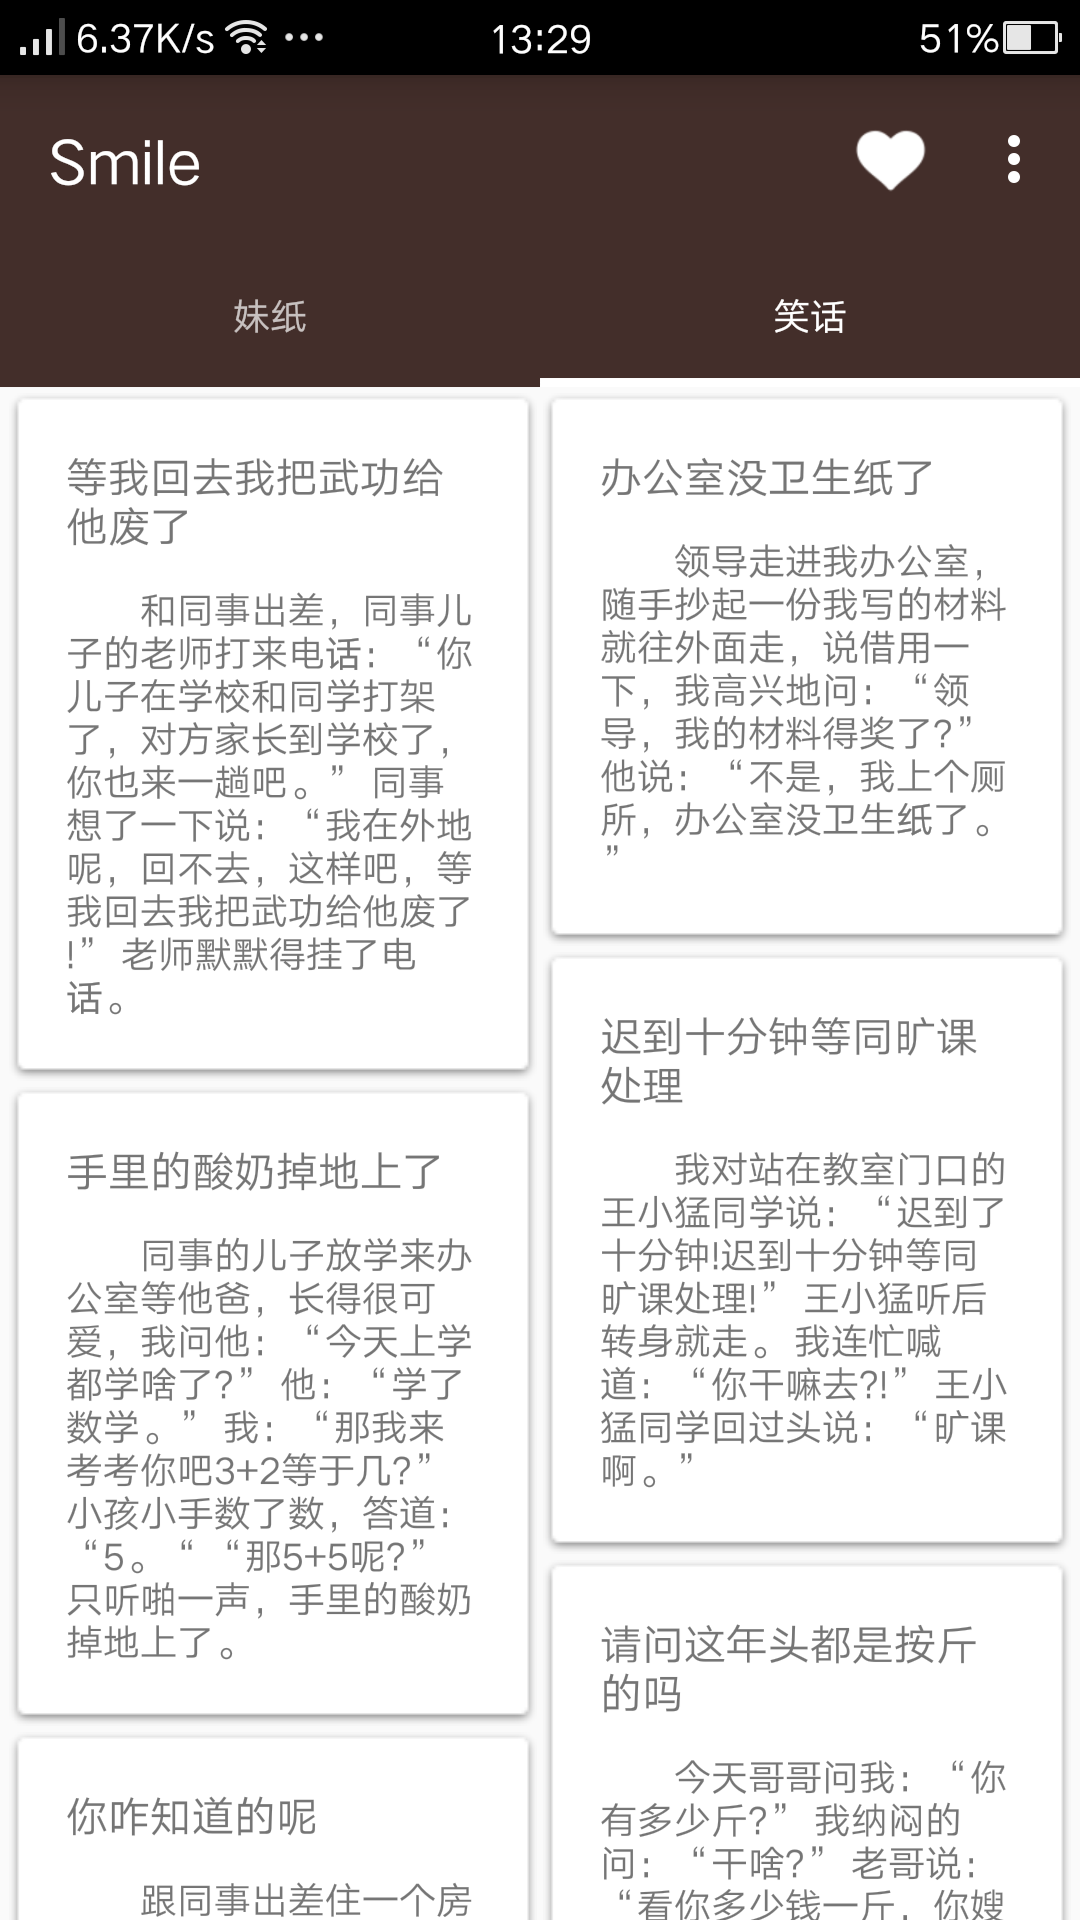 6.37K/s
13:29
51%
Smile
妹纸
笑话
等我回去我把武功给
他废了
和同事出差，同事儿
子的老师打来电话：“你
儿子在学校和同学打架
了，对方家长到学校了，
你也来一趟吧。” 同事
想了一下说：“我在外地
呢，回不去，这样吧，等
我回去我把武功给他废了
!” 老师默默得挂了电
话。
手里的酸奶掉地上了
同事的儿子放学来办
公室等他爸，长得很可
爱，我问他：“今天上学
都学啥了?” 他：“学了
数学。” 我：“那我来
考考你吧3+2等于几?”
小孩小手数了数，答道：
“5。“ “那5+5呢?”
只听啪一声，手里的酸奶
掉地上了。
你咋知道的呢
跟同事出差住一个房
办公室没卫生纸了
领导走进我办公室，
随手抄起一份我写的材料
就往外面走，说借用一
下，我高兴地问：“领
导，我的材料得奖了?”
他说：“不是，我上个厕
所，办公室没卫生纸了。
”
迟到十分钟等同旷课
处理
我对站在教室门口的
王小猛同学说：“迟到了
十分钟!迟到十分钟等同
旷课处理!” 王小猛听后
转身就走。我连忙喊
道：“你干嘛去?!” 王小
猛同学回过头说：“旷课
啊。”
请问这年头都是按斤
的吗
今天哥哥问我：“你
有多少斤?” 我纳闷的
问：“干啥?” 老哥说：
“看你多少钱一斤，你嫂